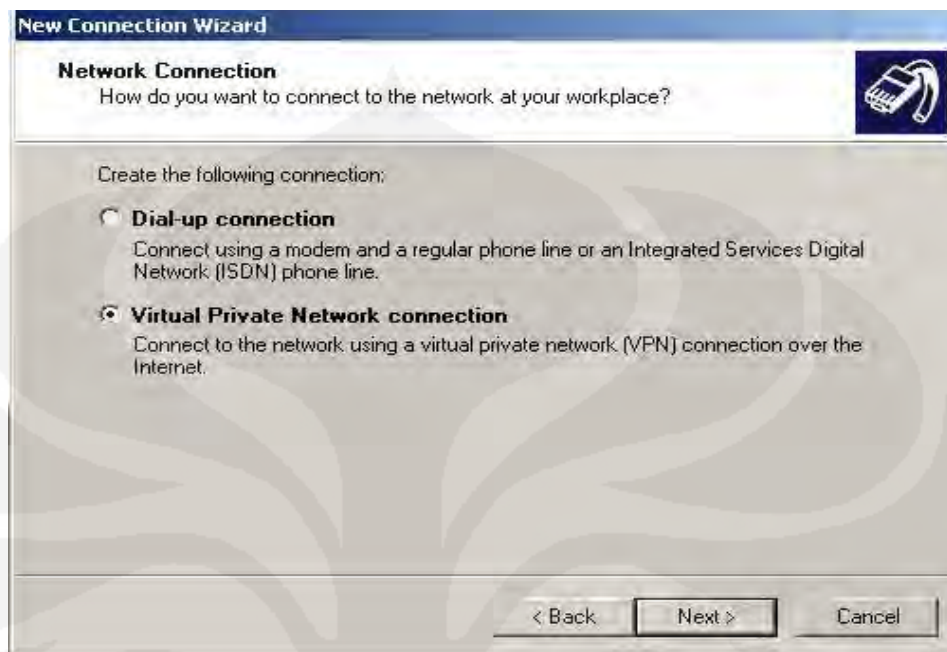 New Connection Wizard
Network Connection
How do you want to connect to the network at your workplace?
Create the following connection:
Dial-up connection
Connect using a modem and a regular phone line or an Integrated Services Digital
Network (ISDN) phone line.
Virtual Private Network connection
Connect to the network using a virtual private network (VPN) connection over the
Internet.
< Back Next > Cancel